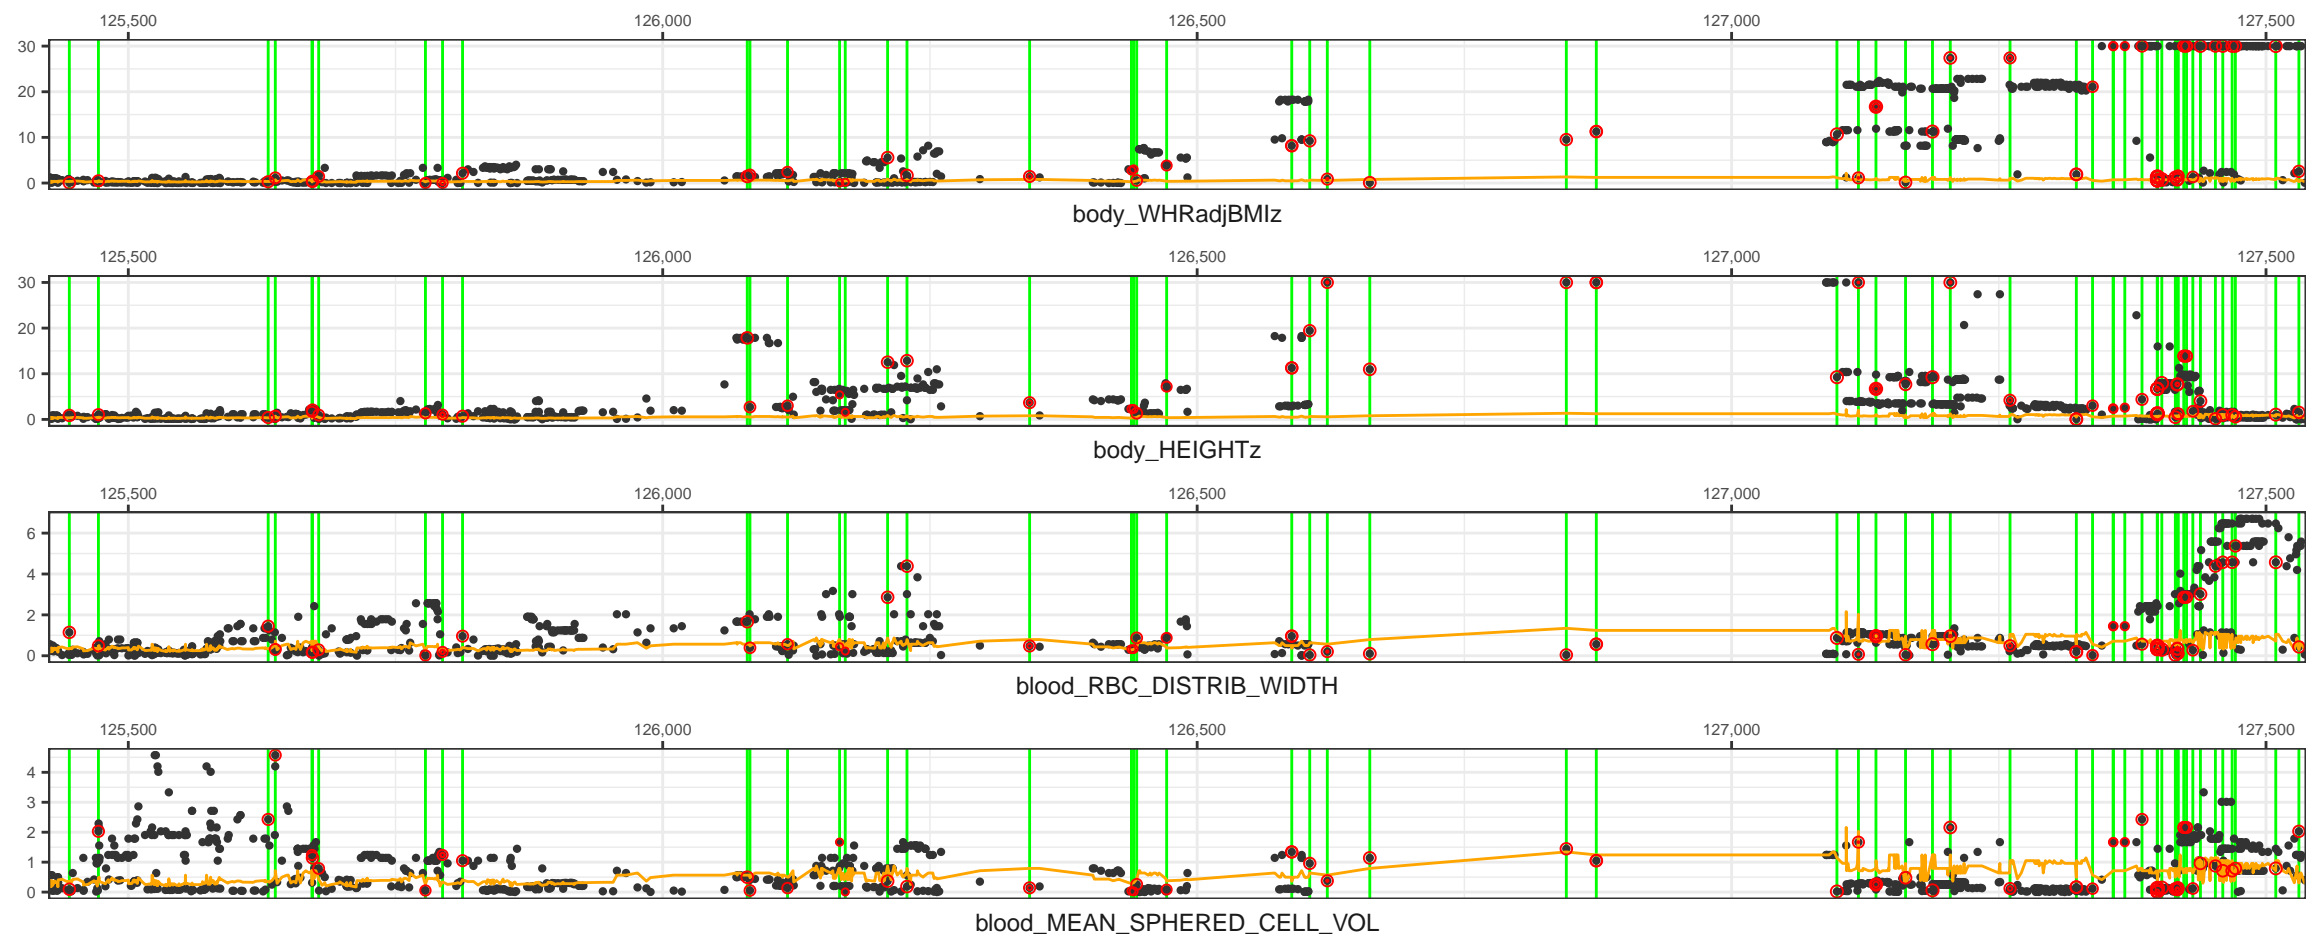 125,500 126,000 126,500 127,000 127,500
30
20
10
0
body_WHRadjBMIz
125,500 126,000 126,500 127,000 127,500
30
20
10
0
body_HEIGHTz
125,500 126,000 126,500 127,000 127,500
6
4
2
0
blood_RBC_DISTRIB_WIDTH
125,500 126,000 126,500 127,000 127,500
4
3
2
1
0
blood_MEAN_SPHERED_CELL_VOL